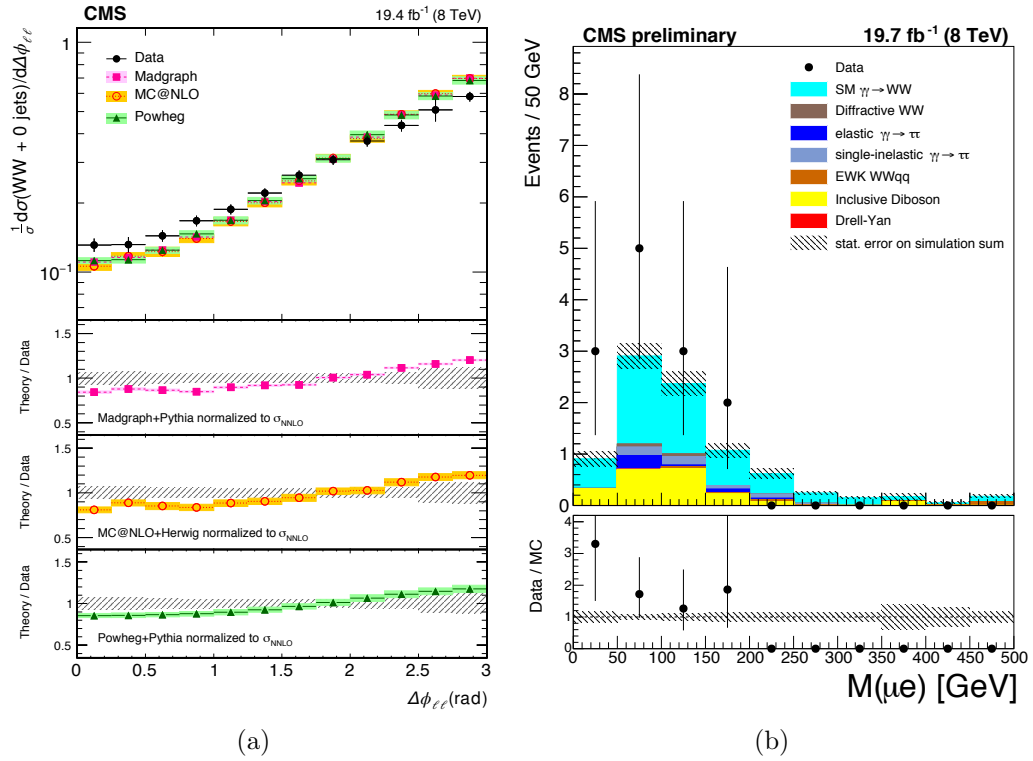 CMS
19.4 fb⁻¹ (8 TeV)
Data
Madgraph
MC@NLO
Powheg
1/σ dσ(WW + 0 jets)/dΔϕℓℓ
1
10⁻¹
Theory / Data
1.5
1
0.5
Madgraph+Pythia normalized to σNNLO
Theory / Data
1.5
1
0.5
MC@NLO+Herwig normalized to σNNLO
Theory / Data
1.5
1
0.5
Powheg+Pythia normalized to σNNLO
0 0.5 1 1.5 2 2.5 3
Δϕℓℓ(rad)
(a)
CMS preliminary
19.7 fb⁻¹ (8 TeV)
Data
SM γγ→WW
Diffractive WW
elastic γγ→ττ
single-inelastic γγ→ττ
EWK WWqq
Inclusive Diboson
Drell-Yan
stat. error on simulation sum
Events / 50 GeV
8
7
6
5
4
3
2
1
0
Data / MC
4
3
2
1
0
0 50 100 150 200 250 300 350 400 450 500
M(μe) [GeV]
(b)